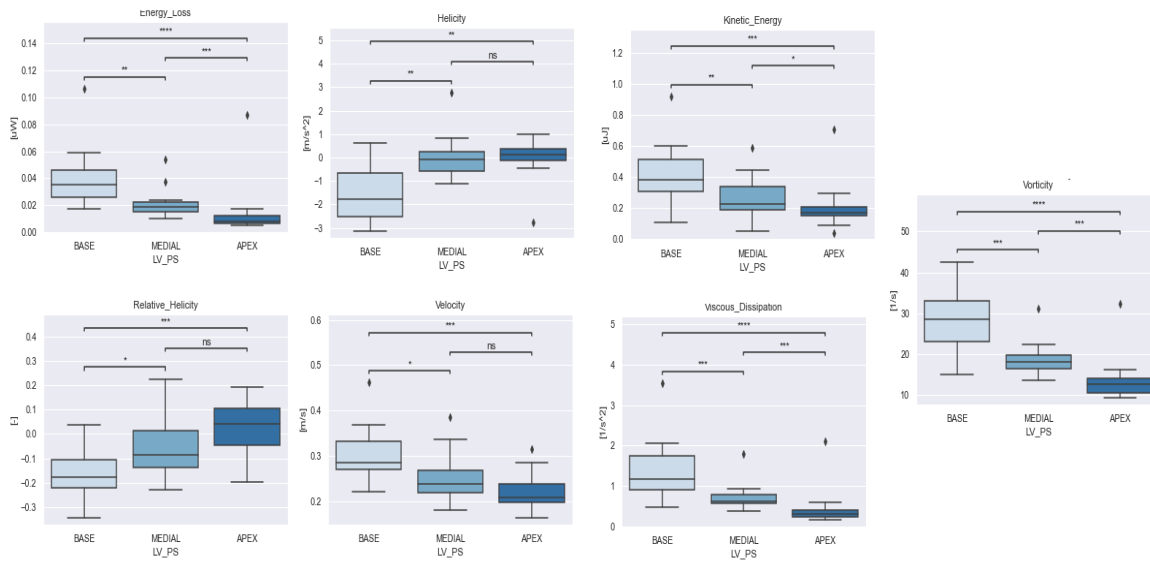 Energy_Loss
[uW]
0.14
0.12
0.10
0.08
0.06
0.04
0.02
0.00
****
***
**
BASE MEDIAL APEX
LV_PS
Helicity
[m/s^2]
5
4
3
2
1
0
−1
−2
−3
**
ns
**
BASE MEDIAL APEX
LV_PS
Kinetic_Energy
[uJ]
1.2
1.0
0.8
0.6
0.4
0.2
0.0
***
*
**
BASE MEDIAL APEX
LV_PS
Vorticity
[1/s]
50
40
30
20
10
****
***
***
BASE MEDIAL APEX
LV_PS
Relative_Helicity
[-]
0.4
0.3
0.2
0.1
0.0
−0.1
−0.2
−0.3
***
ns
*
BASE MEDIAL APEX
LV_PS
Velocity
[m/s]
0.6
0.5
0.4
0.3
0.2
***
ns
*
BASE MEDIAL APEX
LV_PS
Viscous_Dissipation
[1/s^2]
5
4
3
2
1
0
****
***
***
BASE MEDIAL APEX
LV_PS